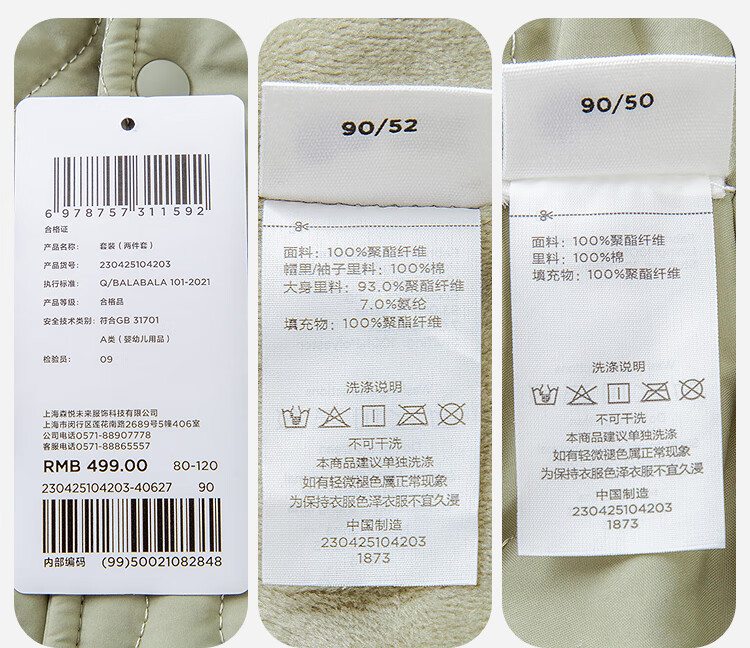 6 978757 311592
合格证
产品名称: 套装（两件套）
产品货号: 230425104203
执行标准: Q/BALABALA 101-2021
产品等级: 合格品
安全技术类别: 符合GB 31701
A类（婴幼儿用品）
检验员: 09
上海森悦未来服饰科技有限公司
上海市闵行区莲花南路2689号5幢406室
公司电话0571-88907778
客服电话0571-88865557
RMB 499.00 80-120
230425104203-40627 90
内部编码 (99)50021082848
90/52
面料: 100%聚酯纤维
帽里/袖子里料: 100%棉
大身里料: 93.0%聚酯纤维
7.0%氨纶
填充物: 100%聚酯纤维
洗涤说明
不可干洗
本商品建议单独洗涤
如有轻微褪色属正常现象
为保持衣服色泽衣服不宜久浸
中国制造
230425104203
1873
90/50
面料: 100%聚酯纤维
里料: 100%棉
填充物: 100%聚酯纤维
洗涤说明
不可干洗
本商品建议单独洗涤
如有轻微褪色属正常现象
为保持衣服色泽衣服不宜久浸
中国制造
230425104203
1873